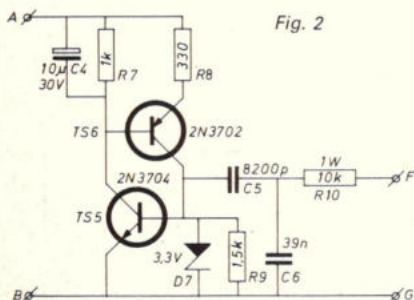 Fig. 2
A
10μ C4
30V
1k
R7
330
R8
TS6
2N3702
2N3704
TS5
8200p
C5
1W
10k
R10
F
3,3V
D7
1,5k
R9
39n
C6
B
G